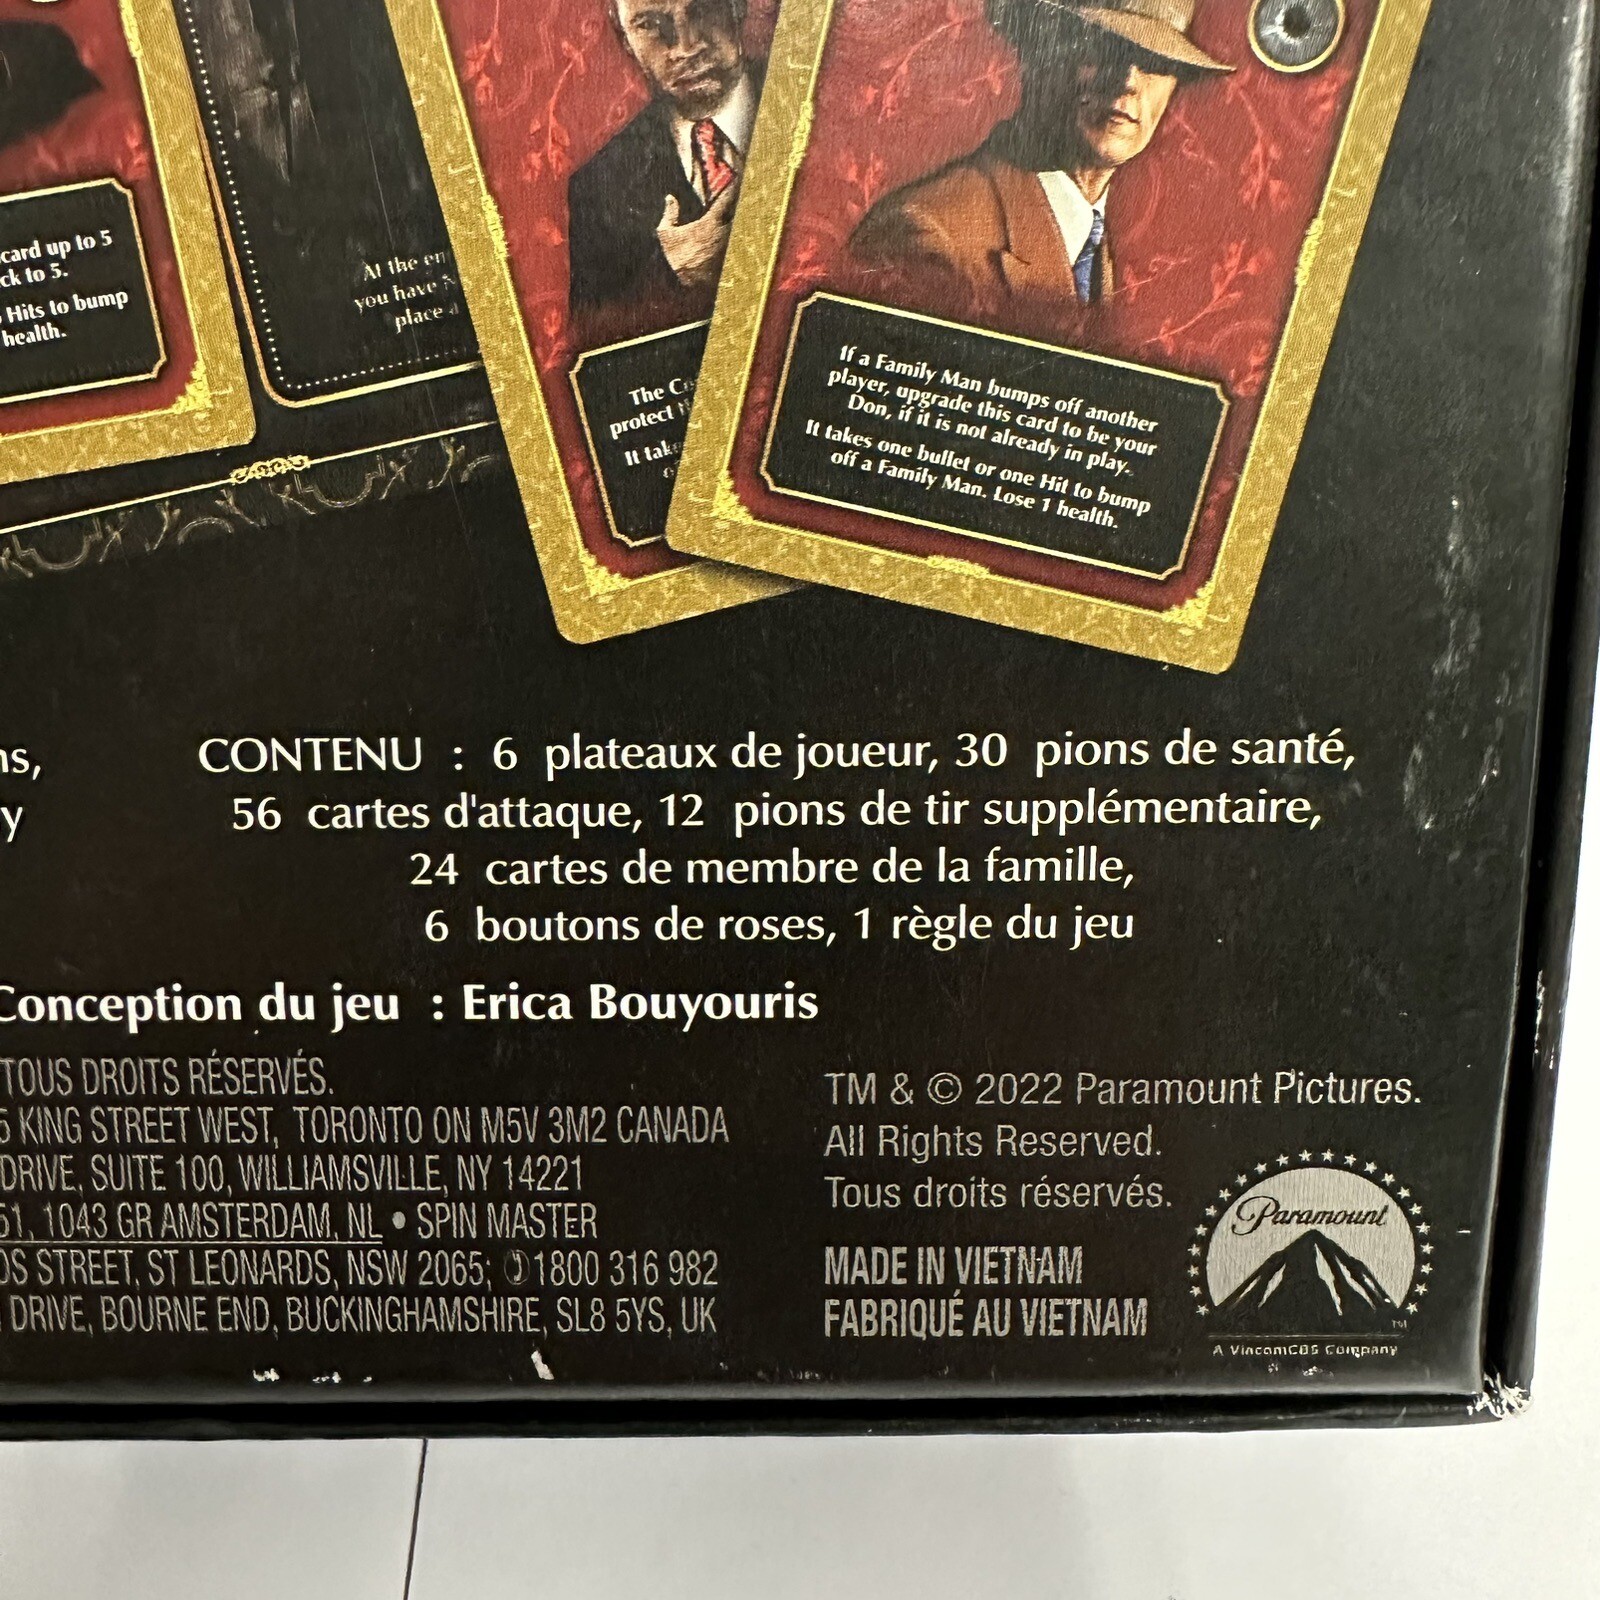 card up to 5
ck to 5.
Hits to bump
health.
At the en
you have
place a
The Co
protect
It tak
If a Family Man bumps off another
player, upgrade this card to be your
Don, if it is not already in play.
It takes one bullet or one Hit to bump
off a Family Man. Lose 1 health.
ns,
y
CONTENU : 6 plateaux de joueur, 30 pions de santé,
56 cartes d'attaque, 12 pions de tir supplémentaire,
24 cartes de membre de la famille,
6 boutons de roses, 1 règle du jeu
Conception du jeu : Erica Bouyouris
TOUS DROITS RÉSERVÉS.
5 KING STREET WEST, TORONTO ON M5V 3M2 CANADA
DRIVE, SUITE 100, WILLIAMSVILLE, NY 14221
51, 1043 GR AMSTERDAM, NL • SPIN MASTER
OS STREET, ST LEONARDS, NSW 2065; ✆1800 316 982
DRIVE, BOURNE END, BUCKINGHAMSHIRE, SL8 5YS, UK
TM & © 2022 Paramount Pictures.
All Rights Reserved.
Tous droits réservés.
MADE IN VIETNAM
FABRIQUÉ AU VIETNAM
Paramount
TM
A ViacomCBS Company